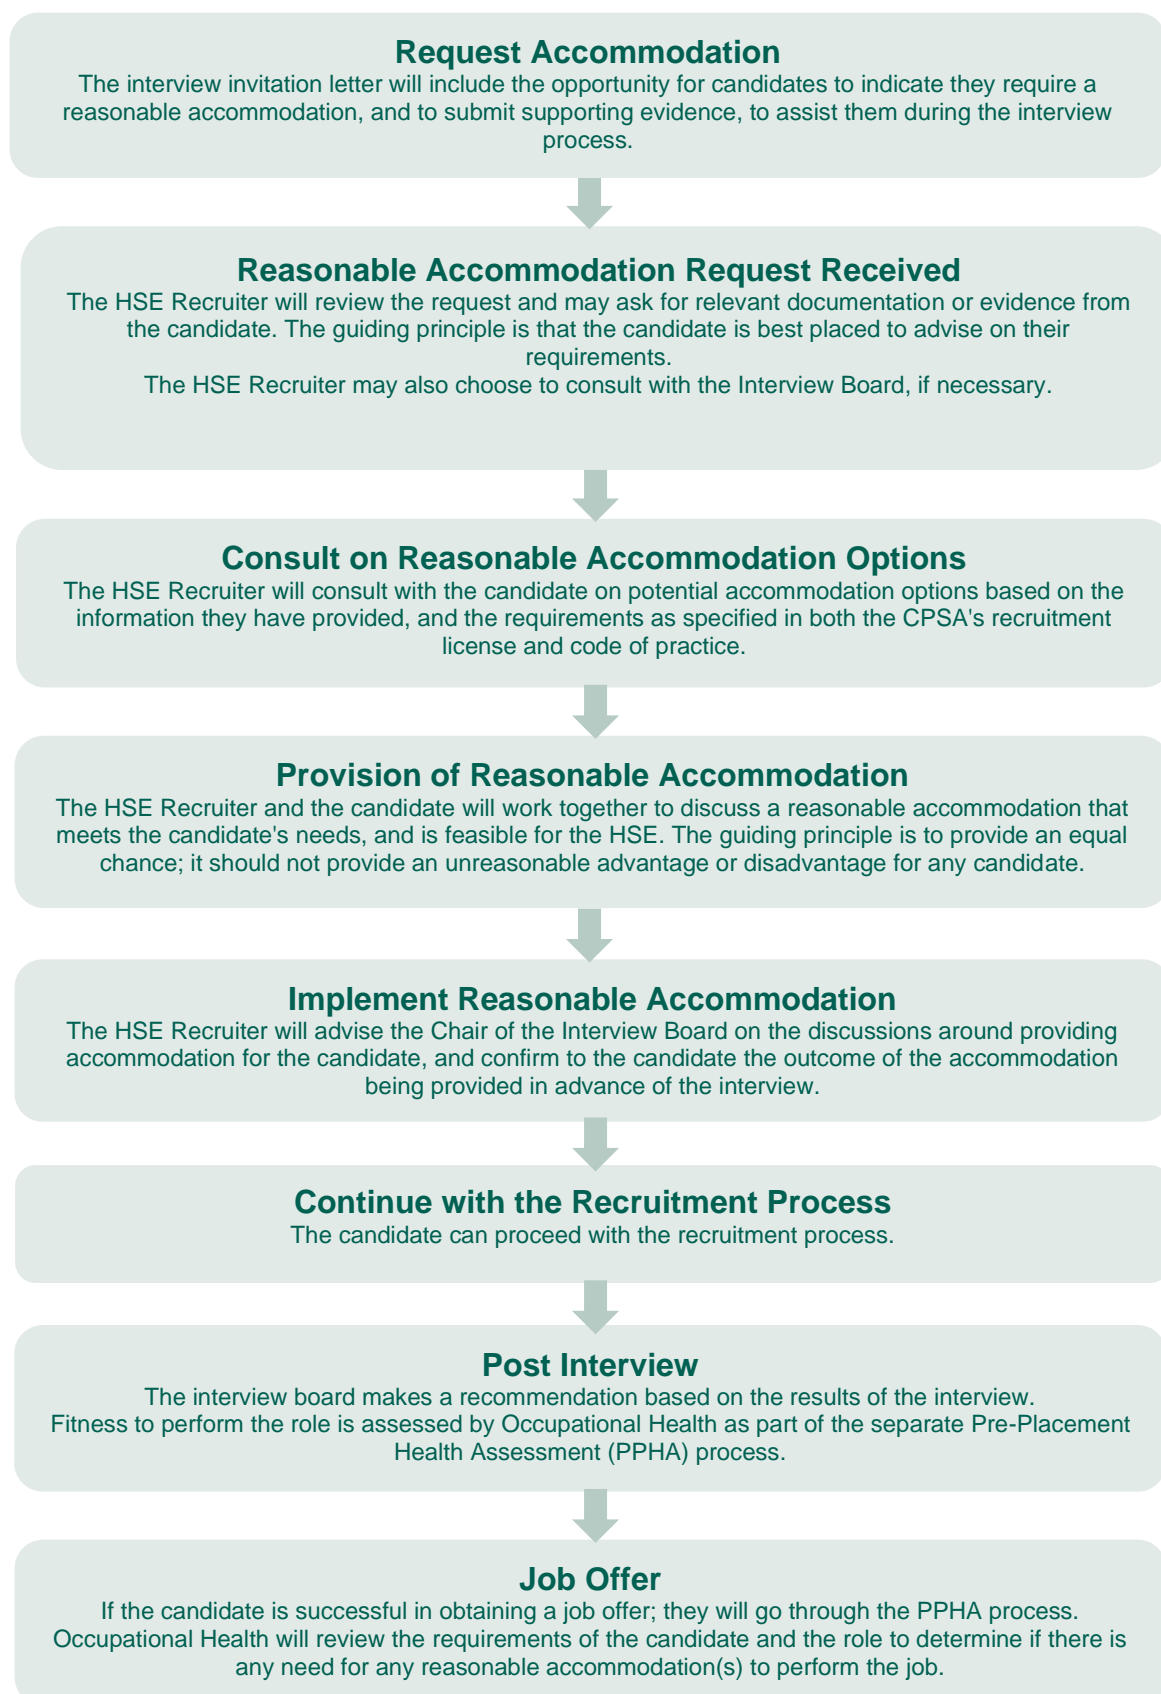 Request Accommodation
The interview invitation letter will include the opportunity for candidates to indicate they require a
reasonable accommodation, and to submit supporting evidence, to assist them during the interview
process.
Reasonable Accommodation Request Received
The HSE Recruiter will review the request and may ask for relevant documentation or evidence from
the candidate. The guiding principle is that the candidate is best placed to advise on their
requirements.
The HSE Recruiter may also choose to consult with the Interview Board, if necessary.
Consult on Reasonable Accommodation Options
The HSE Recruiter will consult with the candidate on potential accommodation options based on the
information they have provided, and the requirements as specified in both the CPSA's recruitment
license and code of practice.
Provision of Reasonable Accommodation
The HSE Recruiter and the candidate will work together to discuss a reasonable accommodation that
meets the candidate's needs, and is feasible for the HSE. The guiding principle is to provide an equal
chance; it should not provide an unreasonable advantage or disadvantage for any candidate.
Implement Reasonable Accommodation
The HSE Recruiter will advise the Chair of the Interview Board on the discussions around providing
accommodation for the candidate, and confirm to the candidate the outcome of the accommodation
being provided in advance of the interview.
Continue with the Recruitment Process
The candidate can proceed with the recruitment process.
Post Interview
The interview board makes a recommendation based on the results of the interview.
Fitness to perform the role is assessed by Occupational Health as part of the separate Pre-Placement
Health Assessment (PPHA) process.
Job Offer
If the candidate is successful in obtaining a job offer; they will go through the PPHA process.
Occupational Health will review the requirements of the candidate and the role to determine if there is
any need for any reasonable accommodation(s) to perform the job.